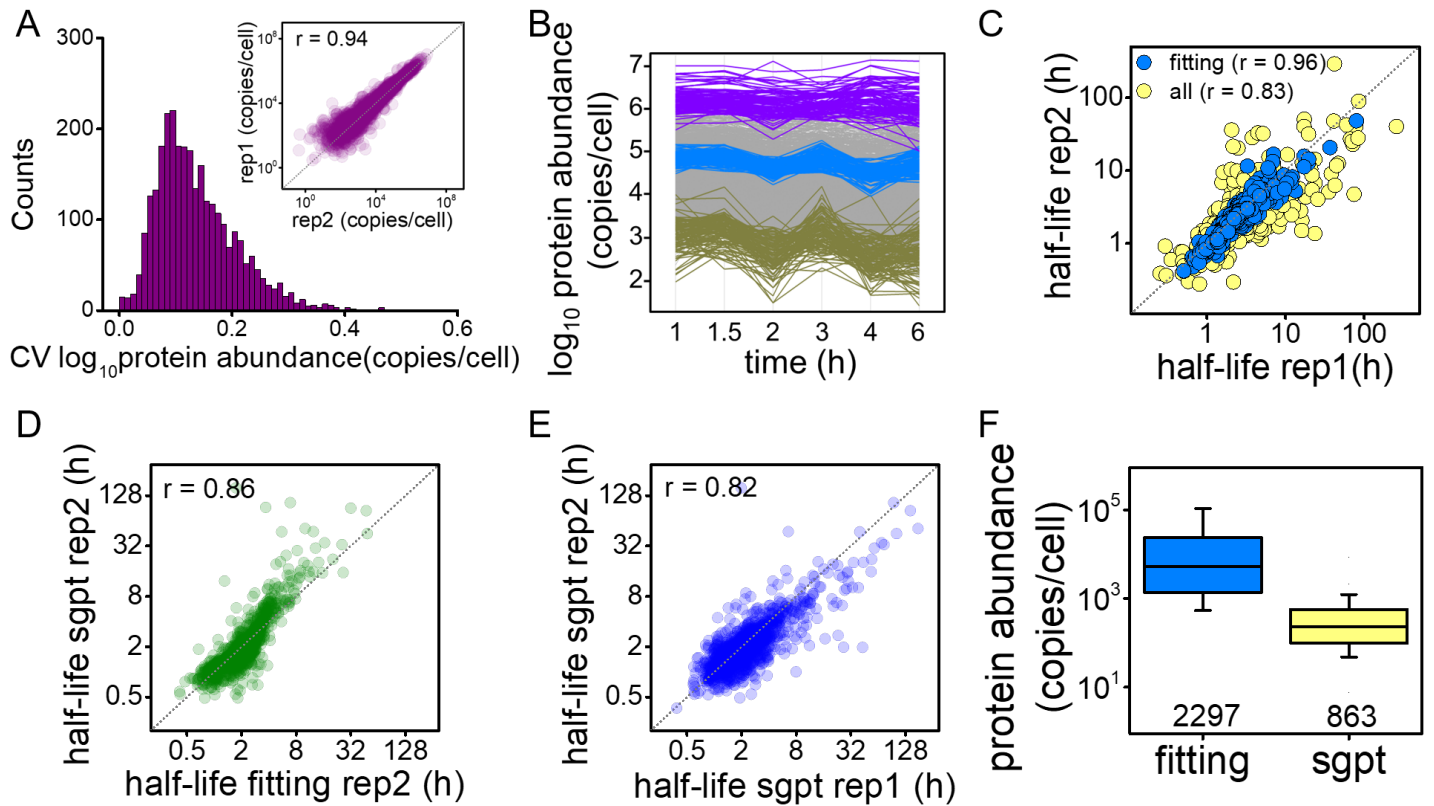 A
300
200
100
0
Counts
0.0 0.2 0.4 0.6
CV log10protein abundance(copies/cell)
r = 0.94
10^8
10^4
10^0
rep1 (copies/cell)
10^0 10^4 10^8
rep2 (copies/cell)
B
7
6
5
4
3
2
log10 protein abundance
(copies/cell)
1 1.5 2 3 4 6
time (h)
C
fitting (r = 0.96)
all (r = 0.83)
100
10
1
half-life rep2 (h)
1 10 100
half-life rep1(h)
D
r = 0.86
128
32
8
2
0.5
half-life sgpt rep2 (h)
0.5 2 8 32 128
half-life fitting rep2 (h)
E
r = 0.82
128
32
8
2
0.5
half-life sgpt rep2 (h)
0.5 2 8 32 128
half-life sgpt rep1 (h)
F
10^5
10^3
10^1
protein abundance
(copies/cell)
2297 863
fitting sgpt